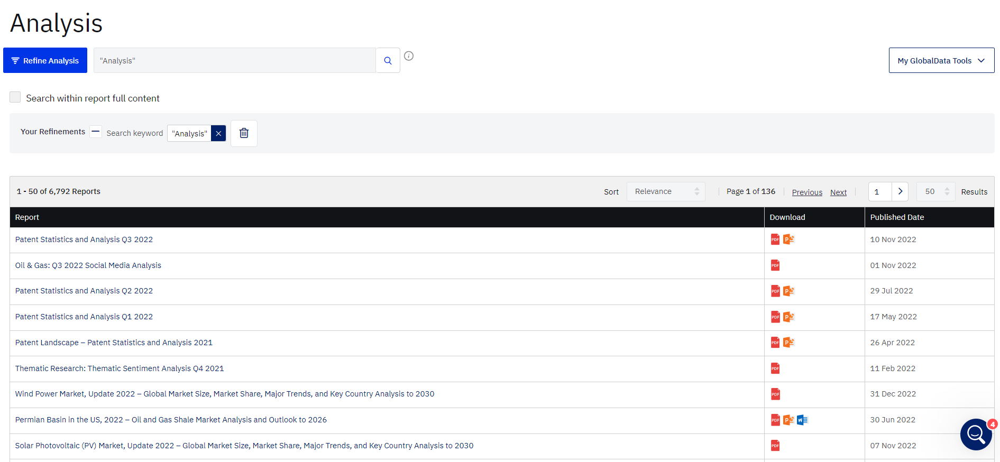 Analysis
Refine Analysis
"Analysis"
My GlobalData Tools
Search within report full content
Your Refinements Search keyword "Analysis"
1 - 50 of 6,792 Reports Sort Relevance Page 1 of 136 Previous Next 1 50 Results
Report Download Published Date
Patent Statistics and Analysis Q3 2022 PDF P 10 Nov 2022
Oil & Gas: Q3 2022 Social Media Analysis PDF 01 Nov 2022
Patent Statistics and Analysis Q2 2022 PDF P 29 Jul 2022
Patent Statistics and Analysis Q1 2022 PDF P 17 May 2022
Patent Landscape – Patent Statistics and Analysis 2021 PDF P 26 Apr 2022
Thematic Research: Thematic Sentiment Analysis Q4 2021 PDF 11 Feb 2022
Wind Power Market, Update 2022 – Global Market Size, Market Share, Major Trends, and Key Country Analysis to 2030 PDF 31 Dec 2022
Permian Basin in the US, 2022 – Oil and Gas Shale Market Analysis and Outlook to 2026 PDF P W 30 Jun 2022
4
Solar Photovoltaic (PV) Market, Update 2022 – Global Market Size, Market Share, Major Trends, and Key Country Analysis to 2030 PDF 07 Nov 2022